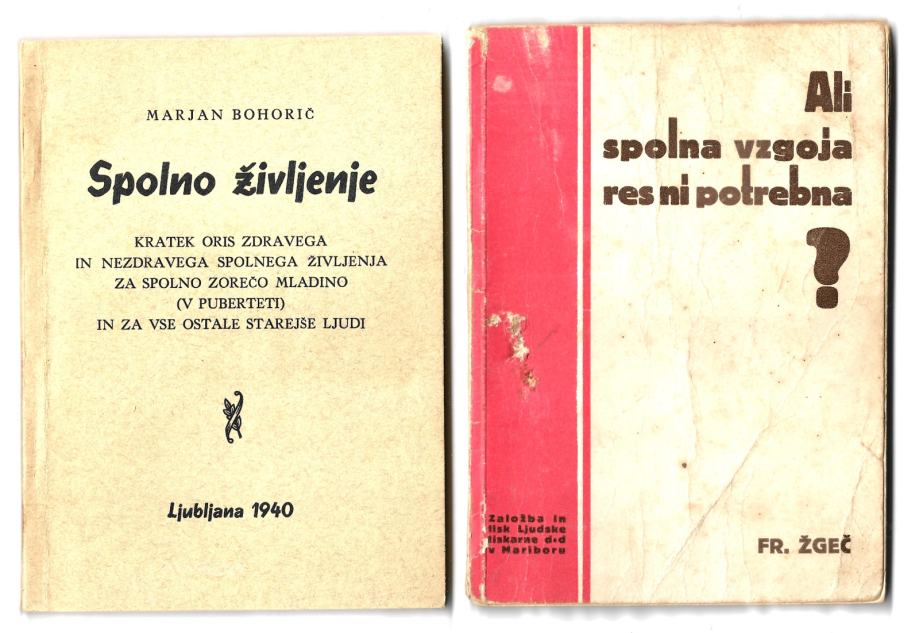 MARJAN BOHORIČ
Spolno življenje
KRATEK ORIS ZDRAVEGA
IN NEZDRAVEGA SPOLNEGA ŽIVLJENJA
ZA SPOLNO ZOREČO MLADINO
(V PUBERTETI)
IN ZA VSE OSTALE STAREJŠE LJUDI
Ljubljana 1940
Ali
spolna vzgoja
res ni potrebna
?
Založba in
tisk Ljudske
tiskarne d·d
v Mariboru
FR. ŽGEČ